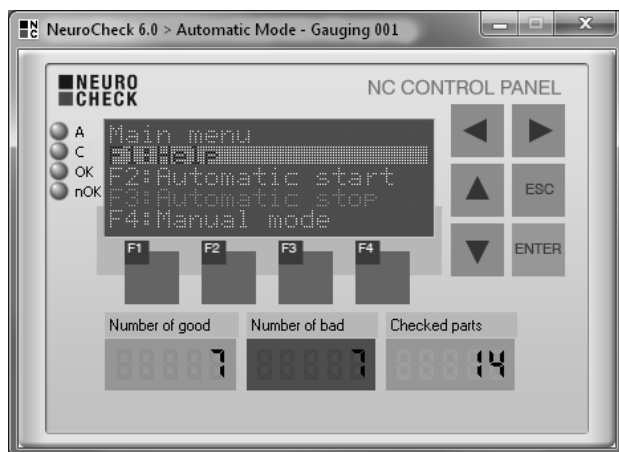 NeuroCheck 6.0 > Automatic Mode - Gauging 001
NEURO
CHECK
NC CONTROL PANEL
A
C
OK
nOK
Main menu
F1:Help
F2:Automatic start
F3:Automatic stop
F4:Manual mode
ESC
ENTER
F1 F2 F3 F4
Number of good Number of bad Checked parts
7 7 14